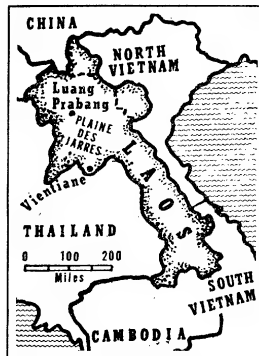 CHINA
NORTH
VIETNAM
Luang
Prabang
PLAINE
DES
JARRES
LAOS
Vientiane
THAILAND
0 100 200
Miles
SOUTH
VIETNAM
CAMBODIA